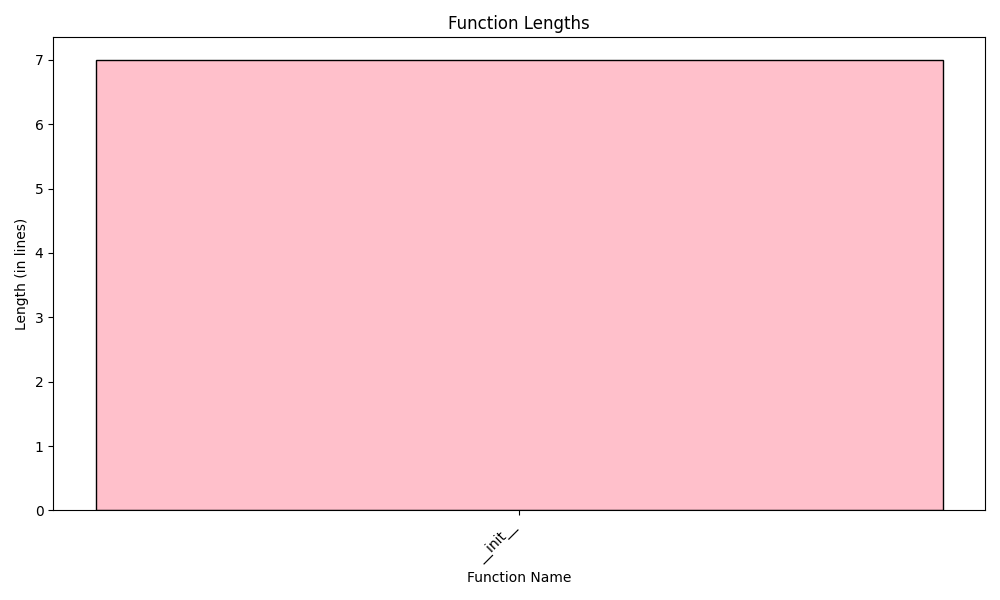 Function Lengths
Length (in lines)
7
6
5
4
3
2
1
0
__init__
Function Name